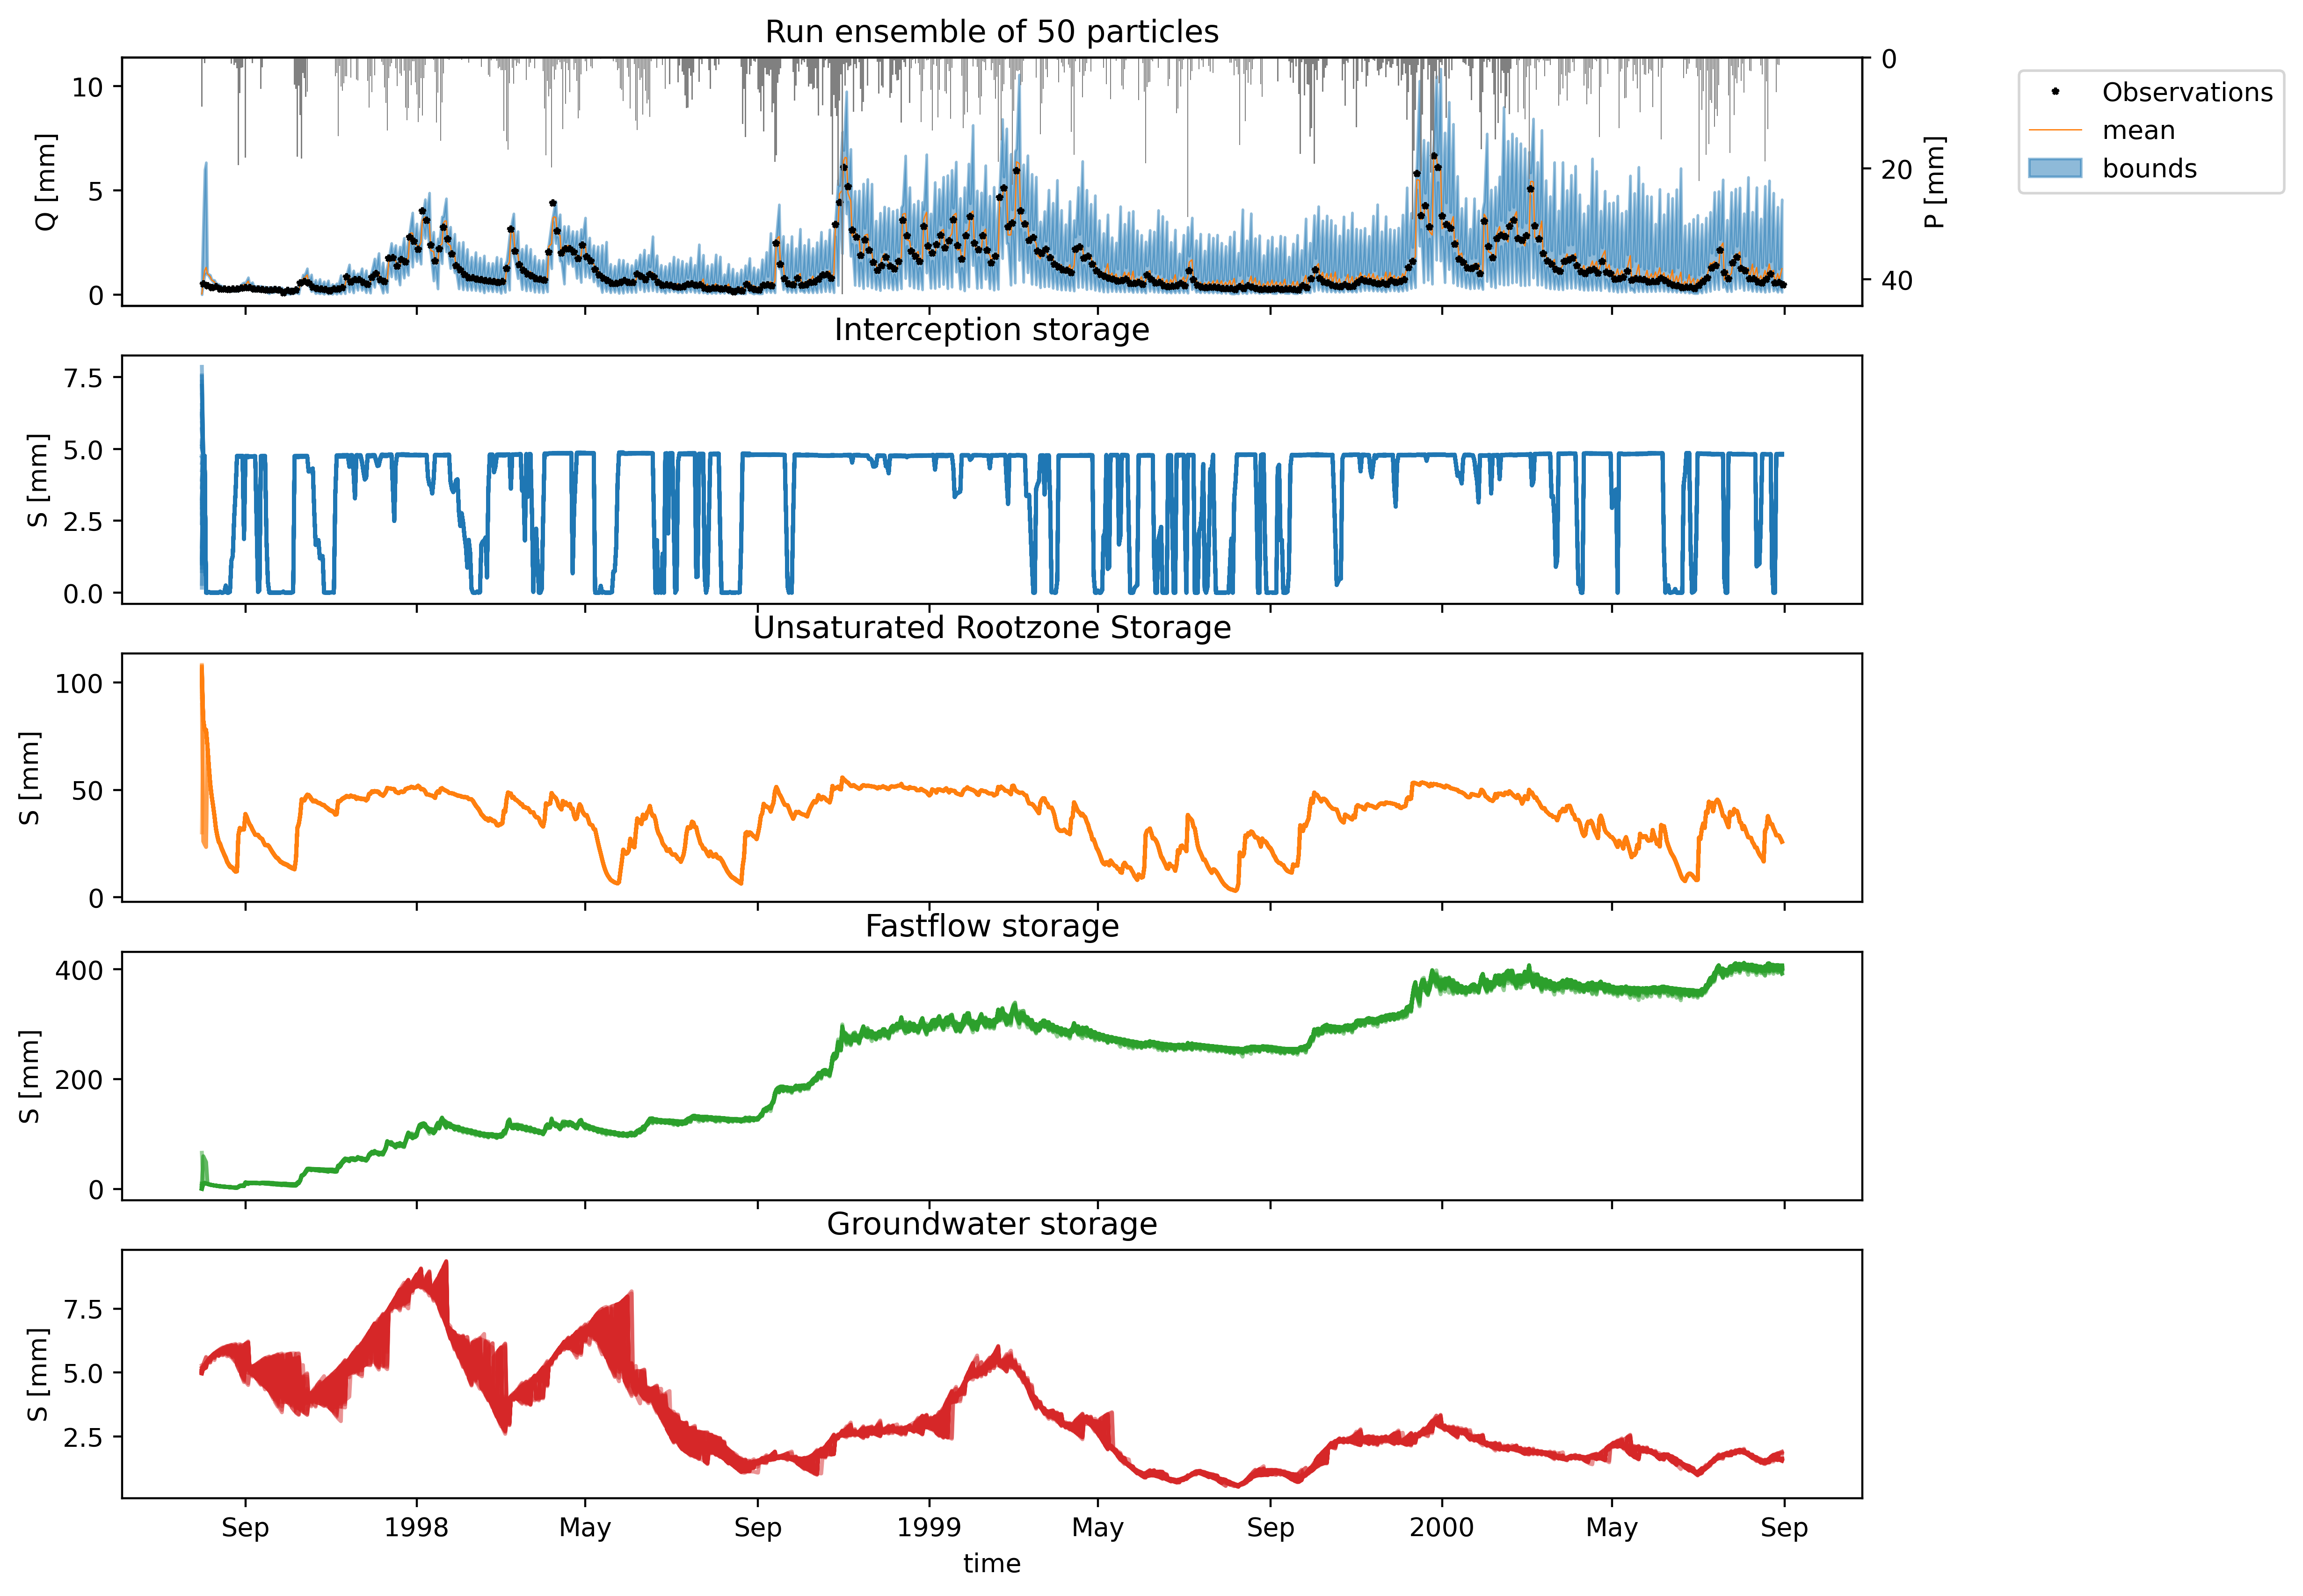 Run ensemble of 50 particles
10
5
0
Q [mm]
0
20
40
P [mm]
Observations
mean
bounds
Interception storage
7.5
5.0
2.5
0.0
S [mm]
Unsaturated Rootzone Storage
100
50
0
S [mm]
Fastflow storage
400
200
0
S [mm]
Groundwater storage
7.5
5.0
2.5
S [mm]
Sep 1998 May Sep 1999 May Sep 2000 May Sep
time